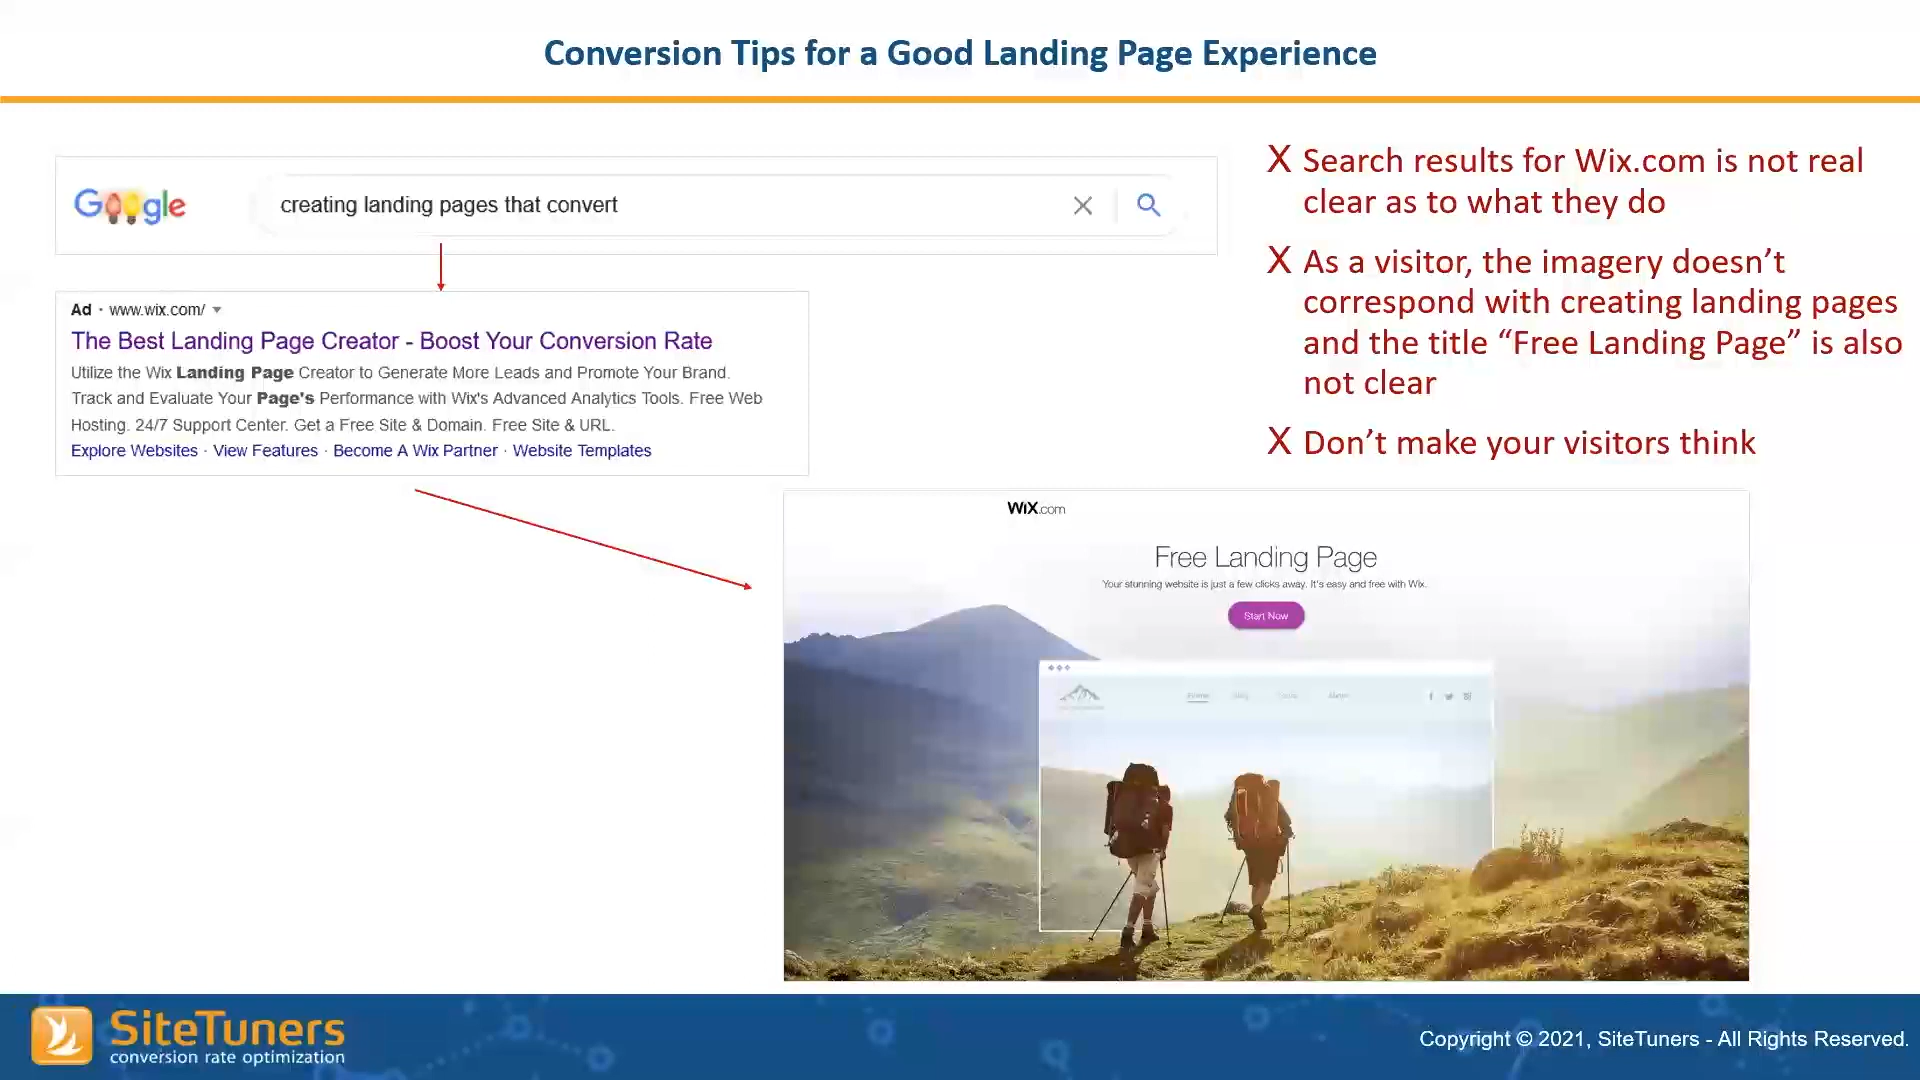 Conversion Tips for a Good Landing Page Experience
Google
creating landing pages that convert
Ad · www.wix.com/
The Best Landing Page Creator - Boost Your Conversion Rate
Utilize the Wix Landing Page Creator to Generate More Leads and Promote Your Brand.
Track and Evaluate Your Page's Performance with Wix's Advanced Analytics Tools. Free Web
Hosting. 24/7 Support Center. Get a Free Site & Domain. Free Site & URL.
Explore Websites · View Features · Become A Wix Partner · Website Templates
X Search results for Wix.com is not real
clear as to what they do
X As a visitor, the imagery doesn’t
correspond with creating landing pages
and the title “Free Landing Page” is also
not clear
X Don’t make your visitors think
WiX.com
Free Landing Page
Your stunning website is just a few clicks away. It's easy and free with Wix.
Start Now
SiteTuners
conversion rate optimization
Copyright © 2021, SiteTuners - All Rights Reserved.